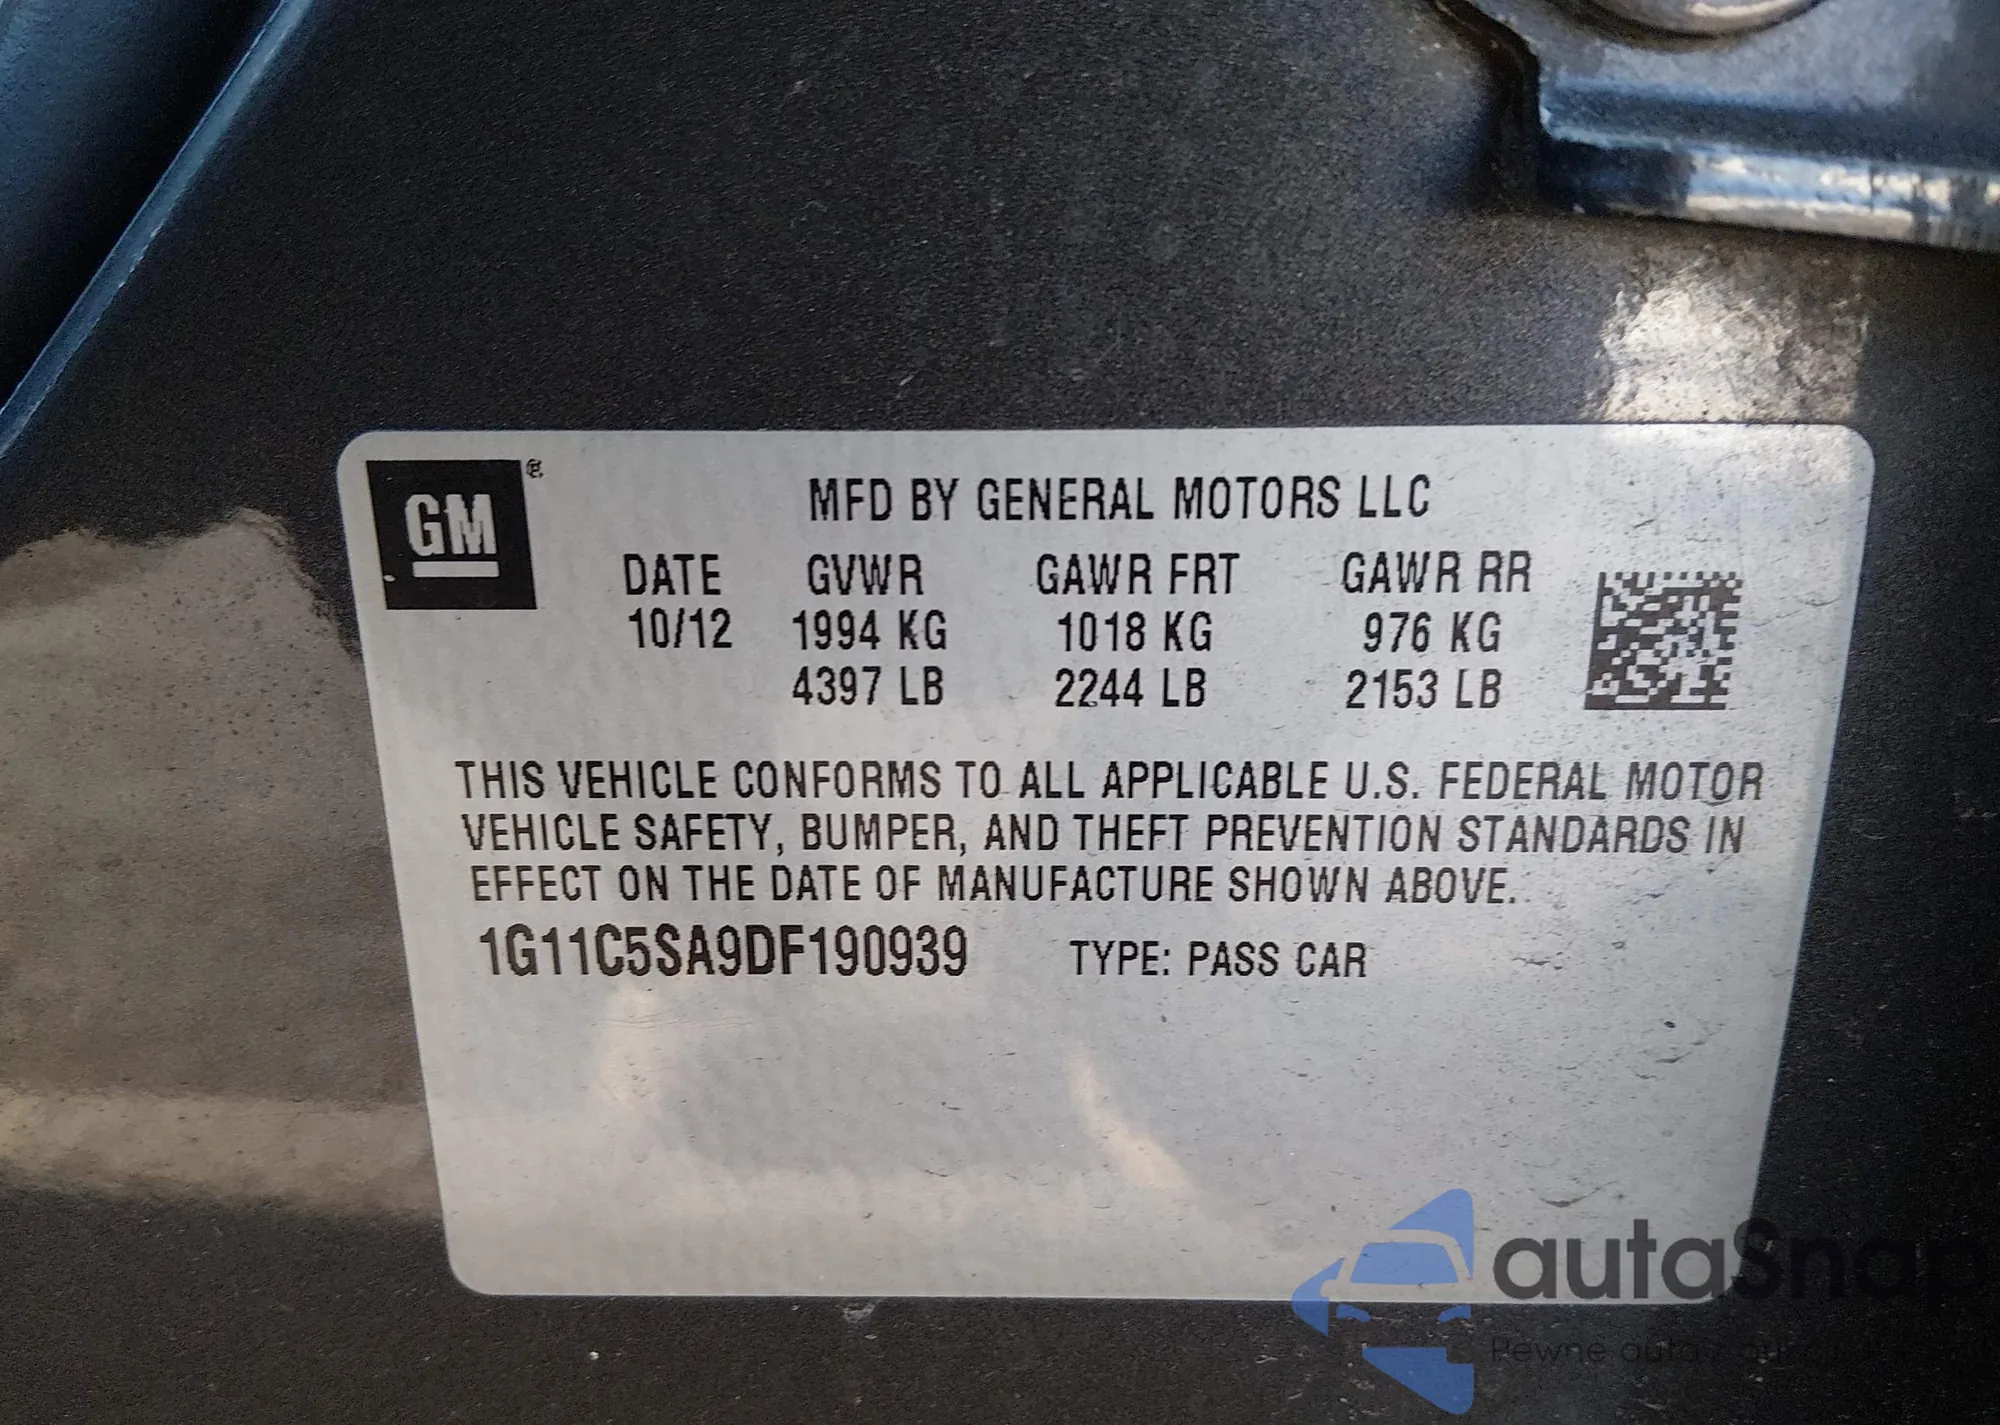 GM ®
MFD BY GENERAL MOTORS LLC
DATE GVWR GAWR FRT GAWR RR
10/12 1994 KG 1018 KG 976 KG
4397 LB 2244 LB 2153 LB
THIS VEHICLE CONFORMS TO ALL APPLICABLE U.S. FEDERAL MOTOR
VEHICLE SAFETY, BUMPER, AND THEFT PREVENTION STANDARDS IN
EFFECT ON THE DATE OF MANUFACTURE SHOWN ABOVE.
1G11C5SA9DF190939 TYPE: PASS CAR
autaSnap
Pewne auta